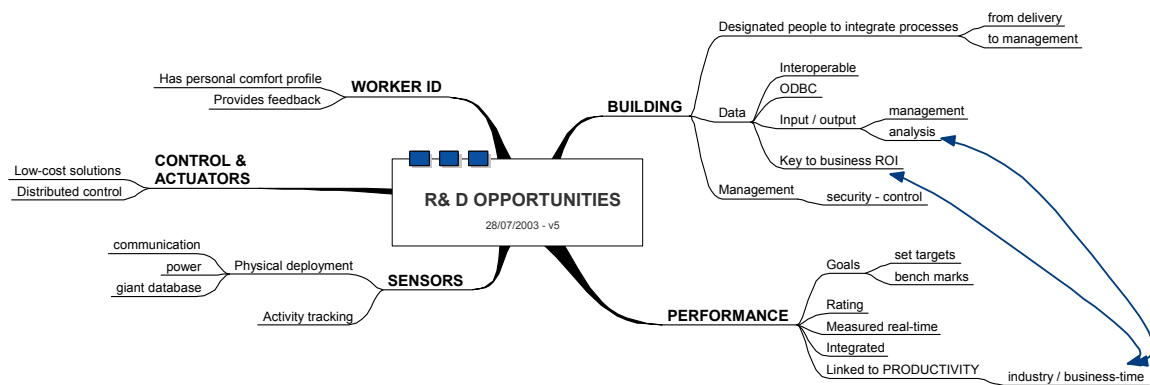 R& D OPPORTUNITIES
28/07/2003 - v5
BUILDING
Designated people to integrate processes
from delivery
to management
Data
Interoperable
ODBC
Input / output
management
analysis
Key to business ROI
Management
security - control
PERFORMANCE
Goals
set targets
bench marks
Rating
Measured real-time
Integrated
Linked to PRODUCTIVITY
industry / business-time
SENSORS
Physical deployment
communication
power
giant database
Activity tracking
CONTROL &
ACTUATORS
Low-cost solutions
Distributed control
WORKER ID
Has personal comfort profile
Provides feedback